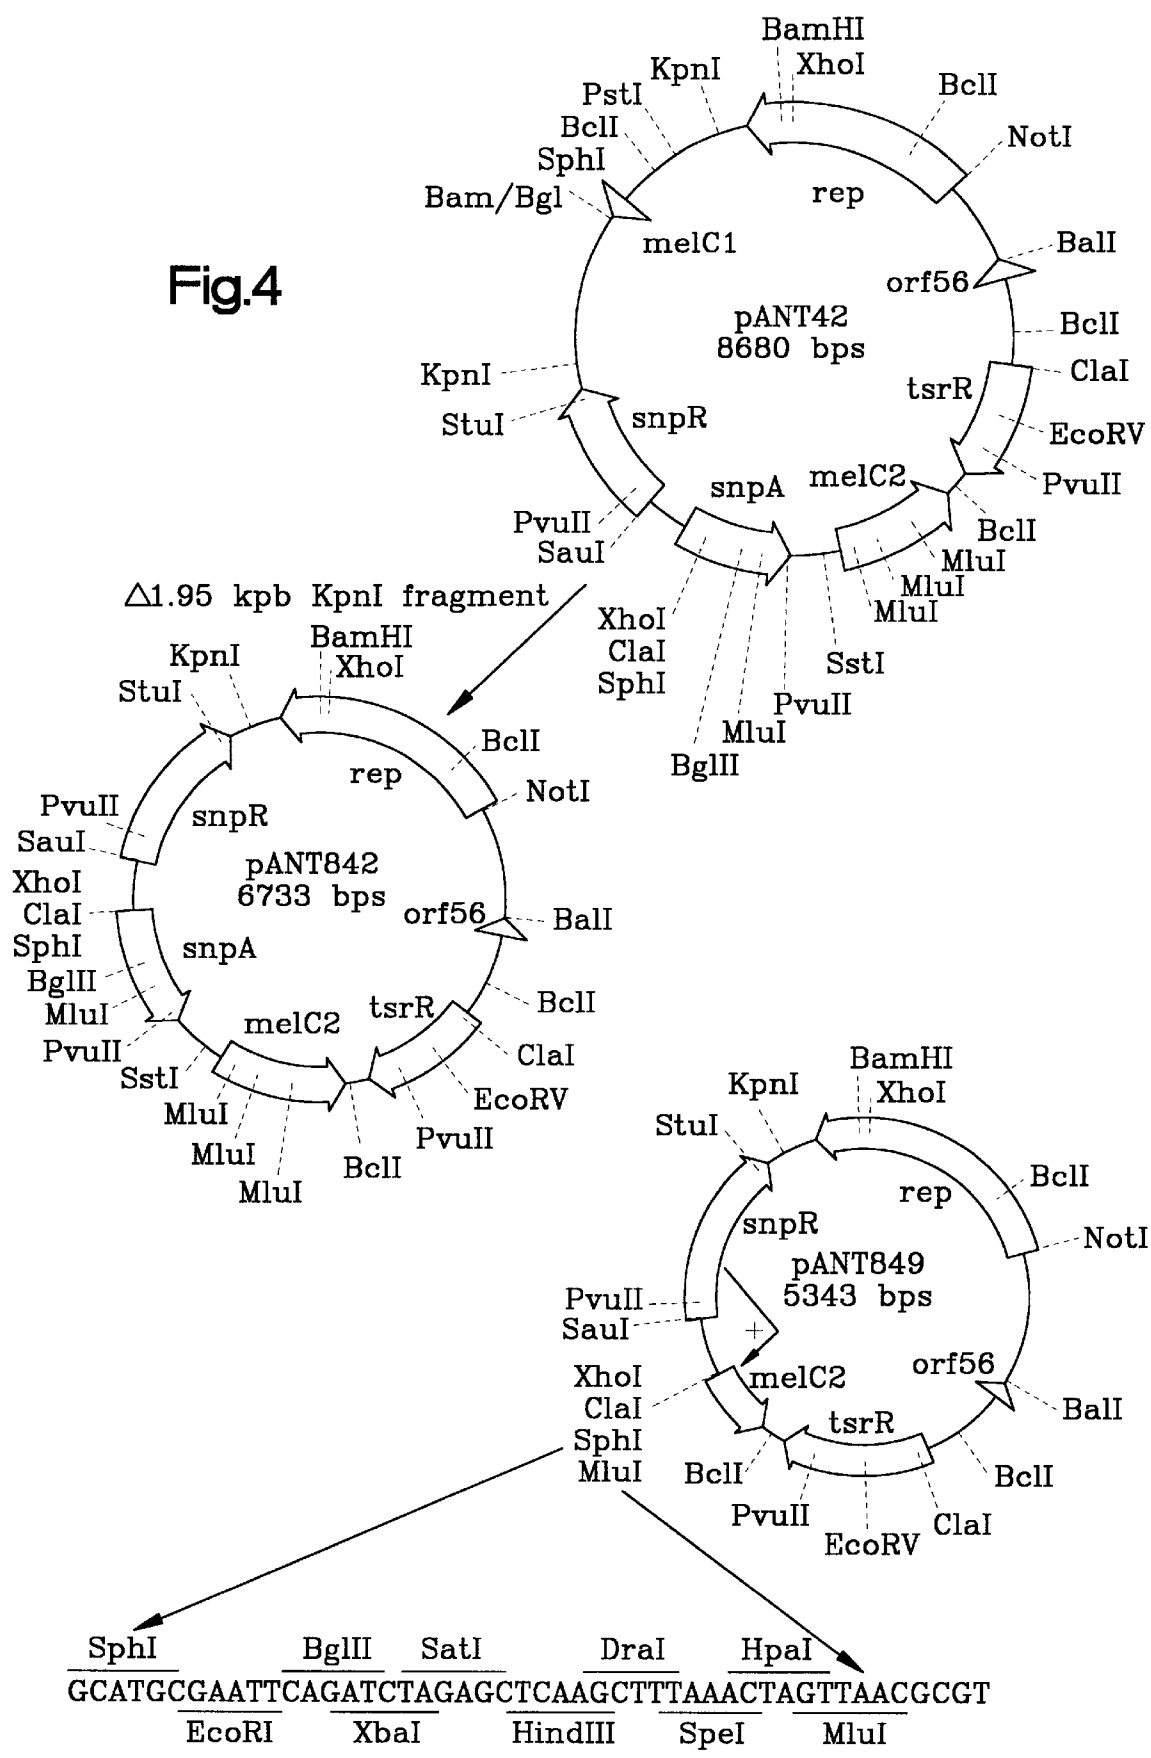 BamHI
XhoI
KpnI
BclI
PstI
BclI
NotI
SphI
Bam/Bgl
rep
melC1
BalI
orf56
Fig.4
pANT42
8680 bps
BclI
KpnI
ClaI
tsrR
StuI
snpR
EcoRV
melC2
snpA
PvuII
PvuII
SauI
BclI
MluI
MluI
MluI
△1.95 kpb KpnI fragment
XhoI
ClaI
SphI
SstI
PvuII
MluI
BglII
BamHI
XhoI
KpnI
StuI
BclI
rep
NotI
PvuII
snpR
SauI
pANT842
6733 bps
XhoI
ClaI
SphI
orf56
BalI
snpA
BglII
MluI
PvuII
BclI
tsrR
melC2
ClaI
SstI
EcoRV
MluI
PvuII
MluI
BclI
MluI
BamHI
XhoI
KpnI
StuI
BclI
rep
snpR
NotI
pANT849
5343 bps
PvuII
SauI
+
orf56
XhoI
melC2
ClaI
BalI
tsrR
SphI
MluI
BclI
BclI
PvuII
ClaI
EcoRV
SphI BglII SatI DraI HpaI
GCATGCGAATTCAGATCTAGAGCTCAAGCTTTAAACTAGTTAACGCGT
EcoRI XbaI HindIII SpeI MluI